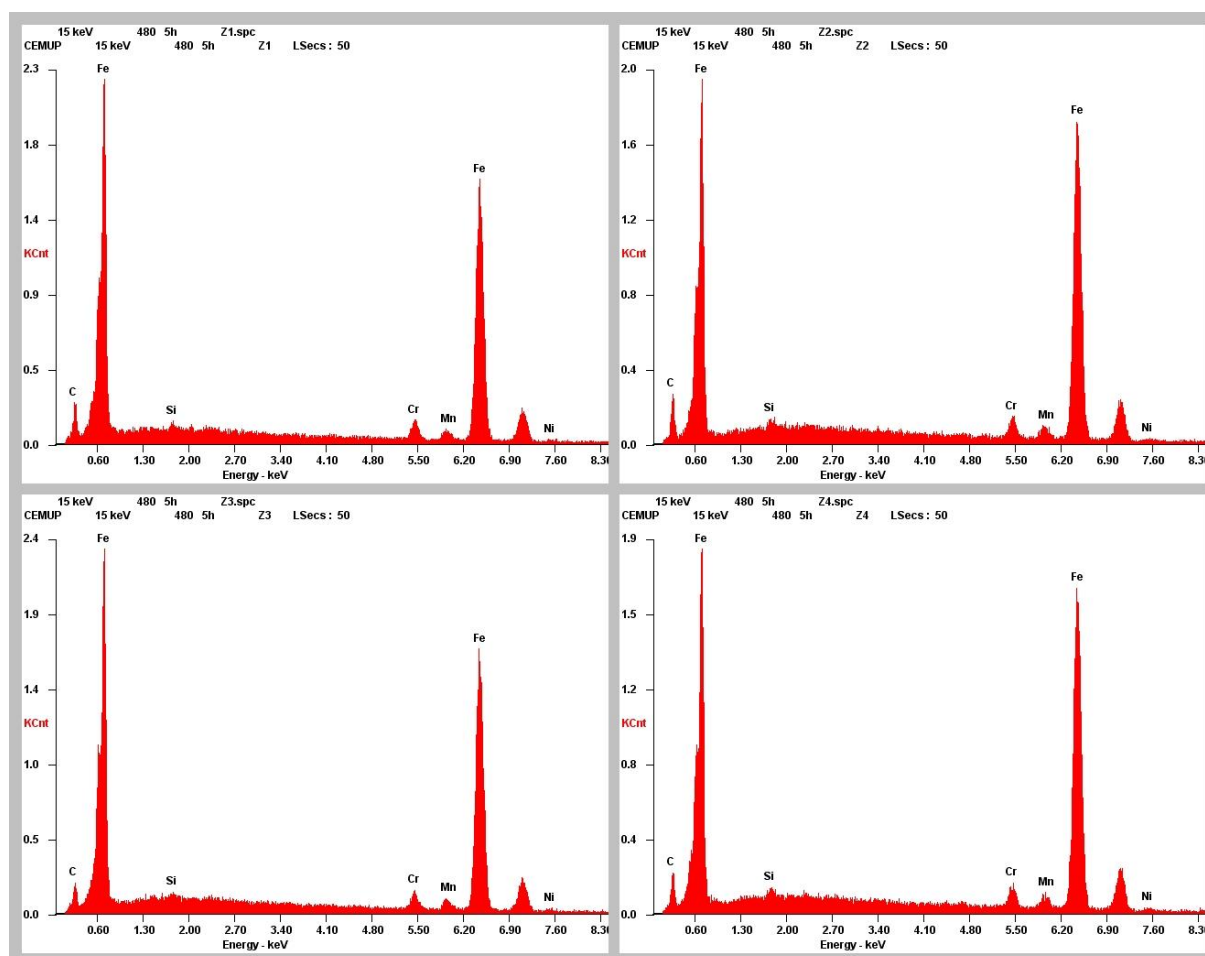 15 keV 480 5h Z1.spc
CEMUP 15 keV 480 5h Z1 LSecs : 50
2.3 Fe
1.8
Fe
1.4
KCnt
0.9
0.5
C
Si Cr Mn Ni
0.0
0.60 1.30 2.00 2.70 3.40 4.10 4.80 5.50 6.20 6.90 7.60 8.30
Energy - keV
15 keV 480 5h Z2.spc
CEMUP 15 keV 480 5h Z2 LSecs : 50
2.0 Fe
Fe
1.6
1.2
KCnt
0.8
0.4
C
Si Cr Mn Ni
0.0
0.60 1.30 2.00 2.70 3.40 4.10 4.80 5.50 6.20 6.90 7.60 8.30
Energy - keV
15 keV 480 5h Z3.spc
CEMUP 15 keV 480 5h Z3 LSecs : 50
2.4 Fe
1.9
Fe
1.4
KCnt
1.0
0.5
C Si Cr Mn Ni
0.0
0.60 1.30 2.00 2.70 3.40 4.10 4.80 5.50 6.20 6.90 7.60 8.30
Energy - keV
15 keV 480 5h Z4.spc
CEMUP 15 keV 480 5h Z4 LSecs : 50
1.9 Fe
Fe
1.5
1.2
KCnt
0.8
0.4
C Si Cr Mn Ni
0.0
0.60 1.30 2.00 2.70 3.40 4.10 4.80 5.50 6.20 6.90 7.60 8.30
Energy - keV